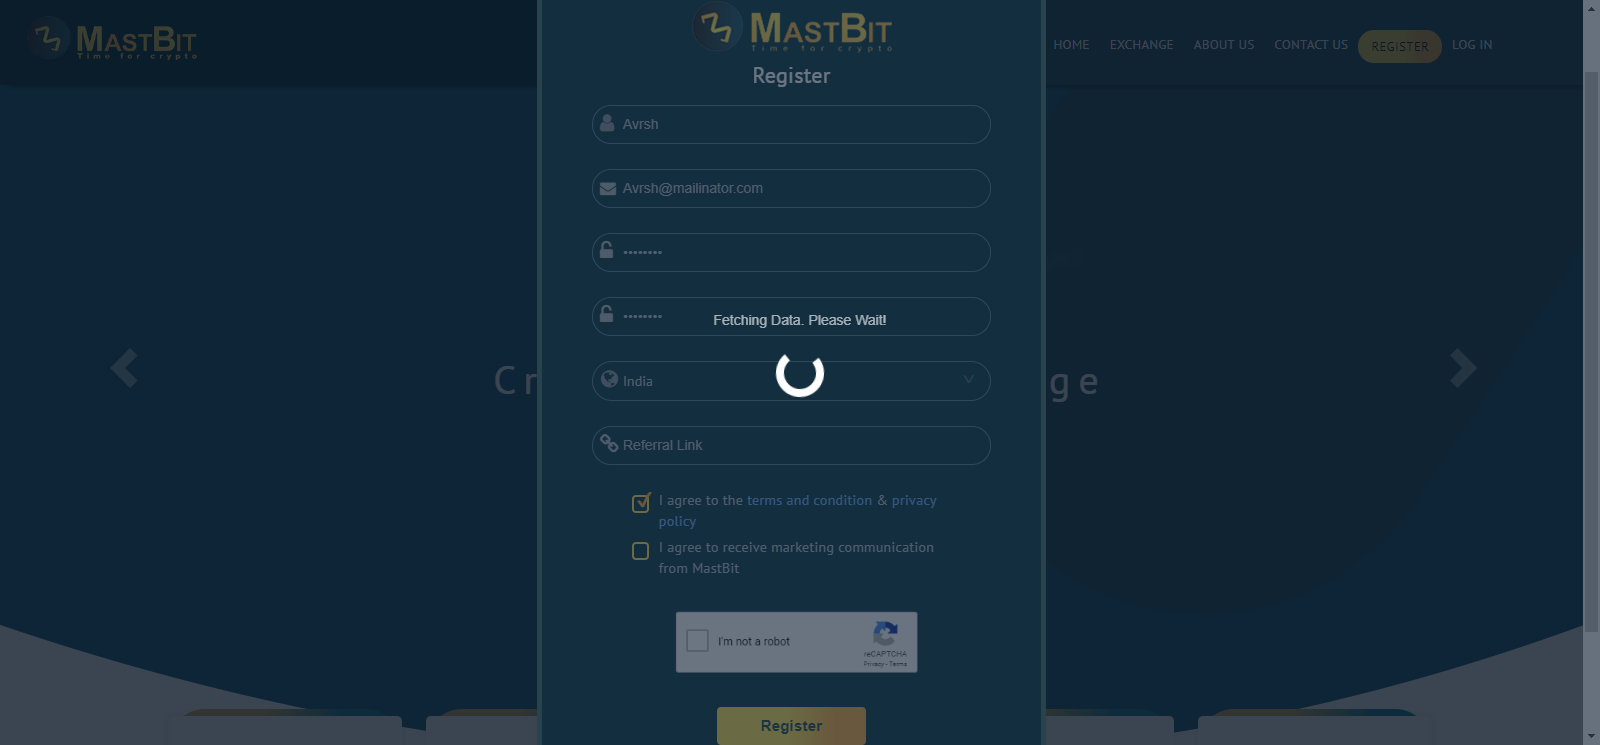 MASTBIT
Time for crypto
HOME EXCHANGE ABOUT US CONTACT US REGISTER LOG IN
MASTBIT
Time for crypto
Register
Avrsh
Avrsh@mailinator.com
••••••••
••••••••
Fetching Data. Please Wait!
India
Cr
ge
Referral Link
I agree to the terms and condition & privacy
policy
I agree to receive marketing communication
from MastBit
I'm not a robot
reCAPTCHA
Privacy - Terms
Register